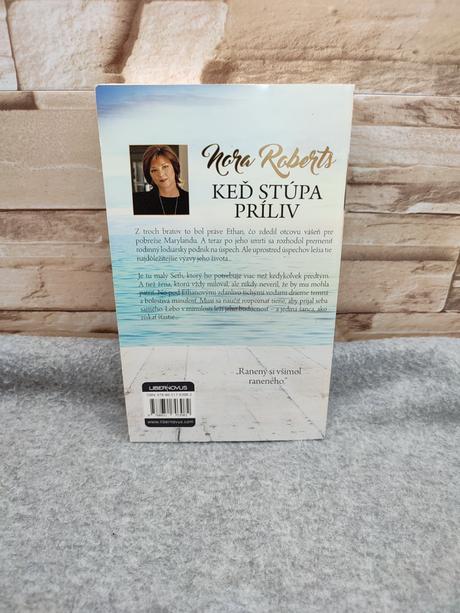 Nora Roberts
KEĎ STÚPA
PRÍLIV
Z troch bratov to bol práve Ethan, čo zdedil otcovu vášeň pre
pobrežie Marylandu. A teraz po jeho smrti sa rozhodol premeniť
rodinný lodiarsky podnik na úspech. Ale uprostred úspechov ležia tie
najdôležitejšie výzvy jeho života...
Je tu malý Seth, ktorý ho potrebuje viac než kedykoľvek predtým.
A tiež žena, ktorú vždy miloval, ale nikdy neveril, že by mu mohla
patriť. No pod Ethanovými zdanlivo tichými vodami drieme temná
a bolestivá minulosť. Musí sa naučiť rozpoznať tiene, aby prijal seba
samého. Lebo v minulosti leží jeho budúcnosť – a jediná šanca, ako
získať šťastie...
„Ranený si všimol
raneného.“
LIBERNOVUS
www.libernovus.com